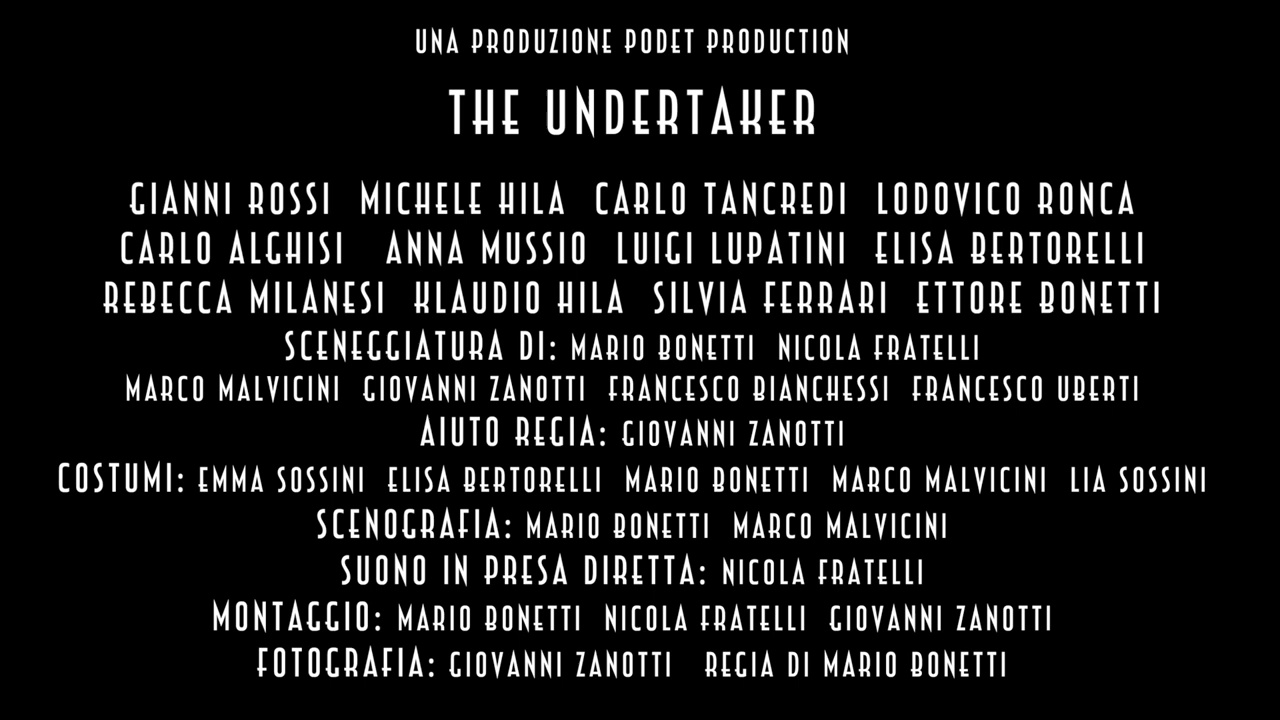 UNA PRODUZIONE PODET PRODUCTION
THE UNDERTAKER
GIANNI ROSSI MICHELE HILA CARLO TANCREDI LODOVICO RONCA
CARLO ALGHISI ANNA MUSSIO LUIGI LUPATINI ELISA BERTORELLI
REBECCA MILANESI KLAUDIO HILA SILVIA FERRARI ETTORE BONETTI
SCENEGGIATURA DI: MARIO BONETTI NICOLA FRATELLI
MARCO MALVICINI GIOVANNI ZANOTTI FRANCESCO BIANCHESSI FRANCESCO UBERTI
AIUTO REGIA: GIOVANNI ZANOTTI
COSTUMI: EMMA SOSSINI ELISA BERTORELLI MARIO BONETTI MARCO MALVICINI LIA SOSSINI
SCENOGRAFIA: MARIO BONETTI MARCO MALVICINI
SUONO IN PRESA DIRETTA: NICOLA FRATELLI
MONTAGGIO: MARIO BONETTI NICOLA FRATELLI GIOVANNI ZANOTTI
FOTOGRAFIA: GIOVANNI ZANOTTI REGIA DI MARIO BONETTI